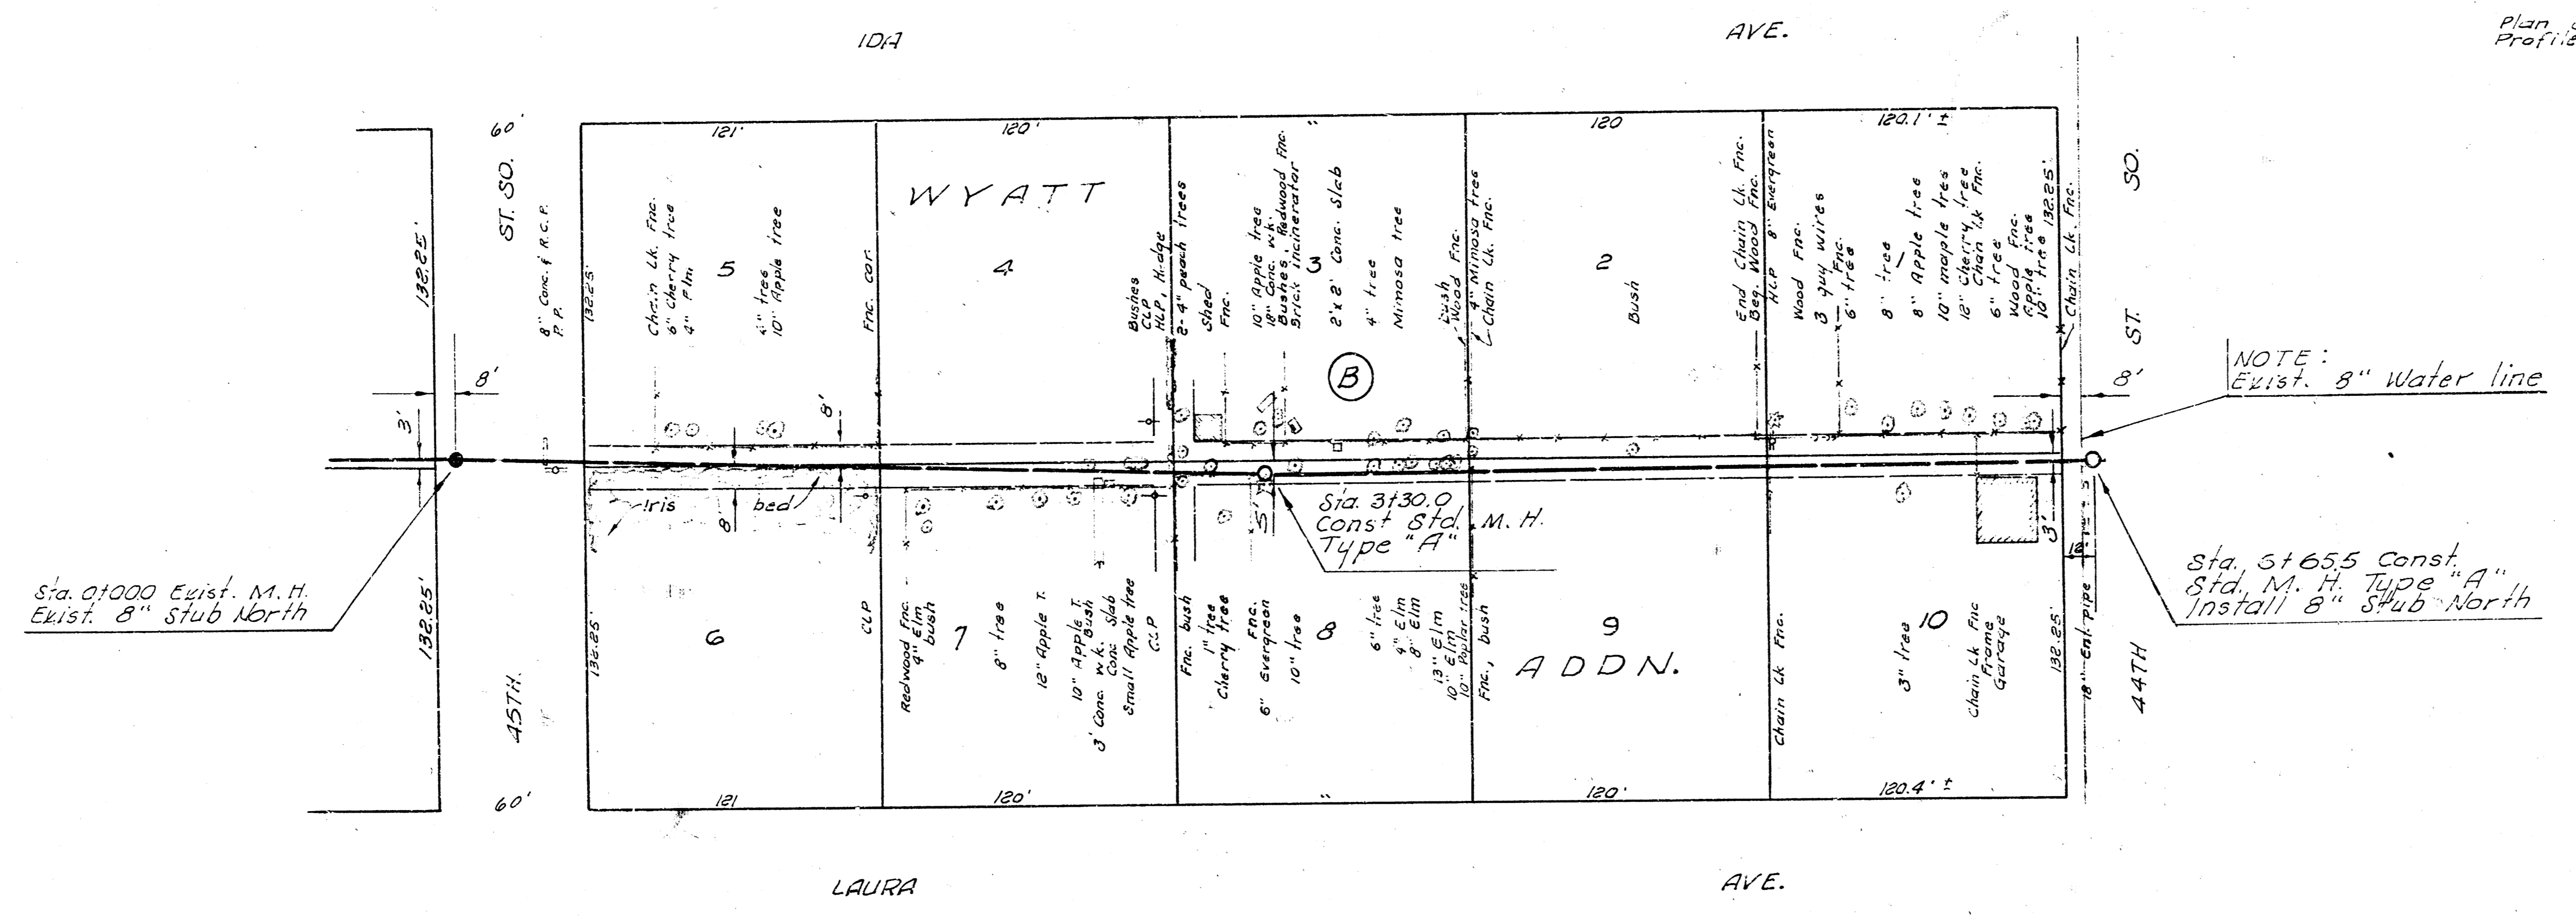 IDA
AVE.
Plan
Profile
60'
121'
120'
"
120
120.1' ±
ST. SO.
WYATT
SO.
132.25'
8" Conc. & R.C.P.
P.P.
132.25'
Chain Lk. Fnc.
6" Cherry tree
4" Plm
5
6" trees
10" Apple tree
Fnc. cor.
4
Bushes
CLP
HLP, Hedge
2-4" peach trees
Shed
Fnc.
10" Apple tree
18" Conc. wk.
Bushes, Redwood Fnc.
Brick incinerator
3
2'x2' Conc. Slab
4" tree
Mimosa tree
Bush
Wood Fnc.
4" Mimosa tree
Chain Lk. Fnc.
2
Bush
End Chain Lk. Fnc.
Beg. Wood Fnc.
HLP
8" Evergreen
Wood Fnc.
3 guy wires
Fnc.
6" tree
8" tree
8" Apple tree
10" maple tree
12" Cherry tree
Chain Lk Fnc.
6" tree
Wood Fnc.
Apple tree
10" tree
132.25'
Chain Lk. Fnc.
ST.
B
NOTE:
Exist. 8" Water line
8'
8'
8'
3'
Iris
bed
8'
5'
Sta. 3+30.0
Const Std. M. H.
Type "A"
3'
12'
5'
Sta. 0+00.0 Exist. M. H.
Exist. 8" Stub North
Sta. 5+65.5 Const.
Std. M. H. Type "A"
Install 8" Stub North
132.25'
132.25'
6
CLP
Redwood Fnc.
4" Elm
bush
7
8" tree
12" Apple T.
10" Apple T.
Bush
3' Conc. wk.
Conc Slab
Small Apple tree
CLP
Fnc. bush
1" tree
Cherry tree
Fnc.
6" Evergreen
10" tree
8
6" tree
4" Elm
8" Elm
13" Elm
10" Elm
10" Poplar tree
Fnc., bush
9
ADDN.
Chain Lk Fnc.
3" tree
10
Chain Lk Fnc
Frame
Garage
132.25'
18" Ent. pipe
45TH.
44TH
60'
121
120'
"
120'
120.4' ±
LAURA
AVE.